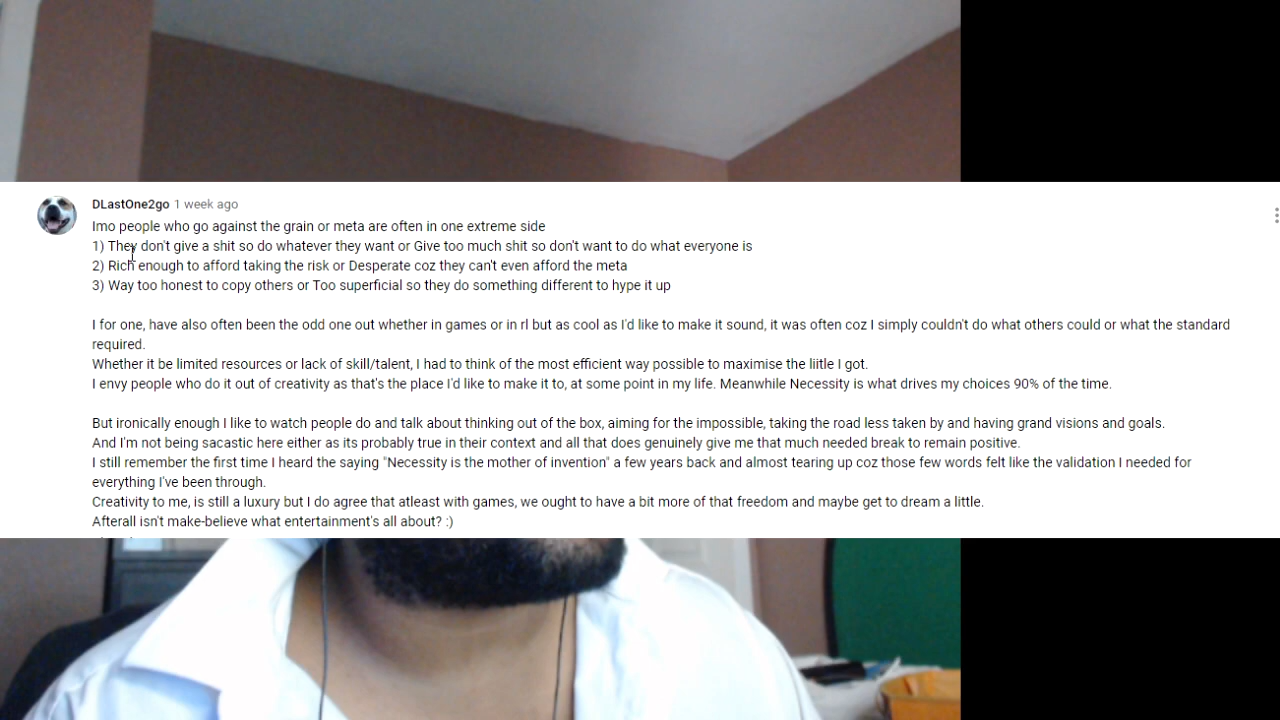 DLastOne2go 1 week ago
Imo people who go against the grain or meta are often in one extreme side
1) They don't give a shit so do whatever they want or Give too much shit so don't want to do what everyone is
2) Rich enough to afford taking the risk or Desperate coz they can't even afford the meta
3) Way too honest to copy others or Too superficial so they do something different to hype it up
I for one, have also often been the odd one out whether in games or in rl but as cool as I'd like to make it sound, it was often coz I simply couldn't do what others could or what the standard
required.
Whether it be limited resources or lack of skill/talent, I had to think of the most efficient way possible to maximise the liitle I got.
I envy people who do it out of creativity as that's the place I'd like to make it to, at some point in my life. Meanwhile Necessity is what drives my choices 90% of the time.
But ironically enough I like to watch people do and talk about thinking out of the box, aiming for the impossible, taking the road less taken by and having grand visions and goals.
And I'm not being sacastic here either as its probably true in their context and all that does genuinely give me that much needed break to remain positive.
I still remember the first time I heard the saying "Necessity is the mother of invention" a few years back and almost tearing up coz those few words felt like the validation I needed for
everything I've been through.
Creativity to me, is still a luxury but I do agree that atleast with games, we ought to have a bit more of that freedom and maybe get to dream a little.
Afterall isn't make-believe what entertainment's all about? :)